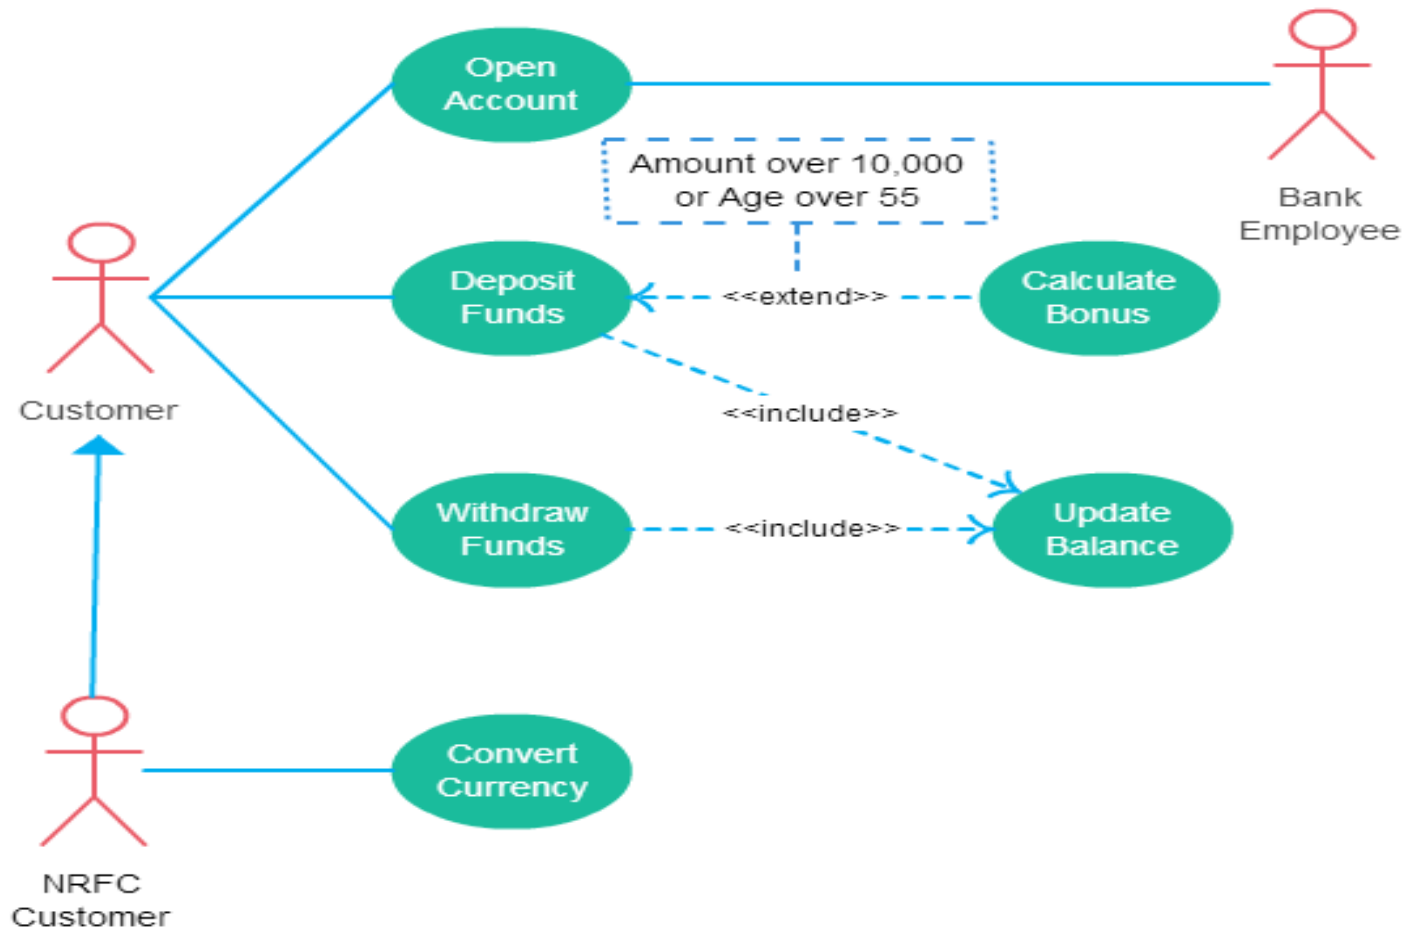 Open
Account
Bank
Employee
Amount over 10,000
or Age over 55
Customer
Deposit
Funds
<<extend>>
Calculate
Bonus
<<include>>
Withdraw
Funds
<<include>>
Update
Balance
NRFC
Customer
Convert
Currency